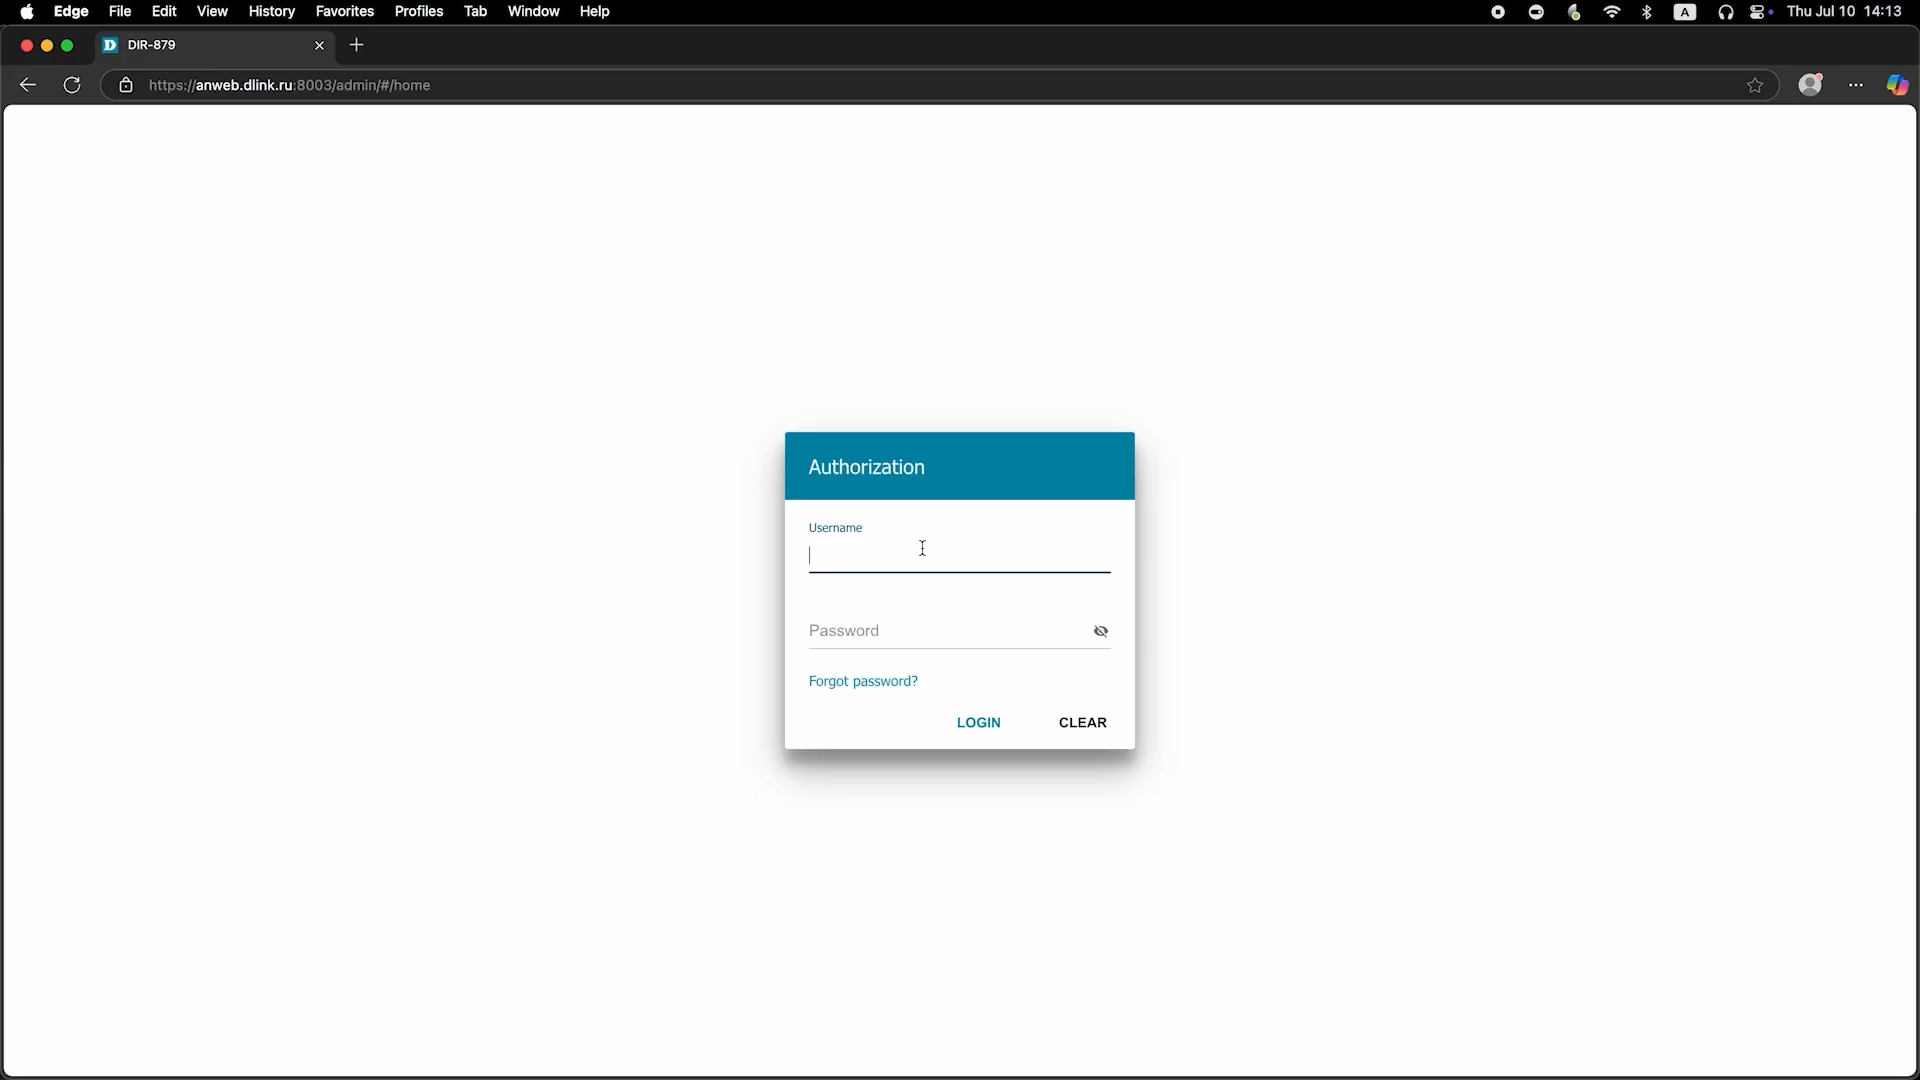 Edge File Edit View History Favorites Profiles Tab Window Help A Thu Jul 10 14:13
D DIR-879
https://anweb.dlink.ru:8003/admin/#/home
Authorization
Username
Password
Forgot password?
LOGIN CLEAR